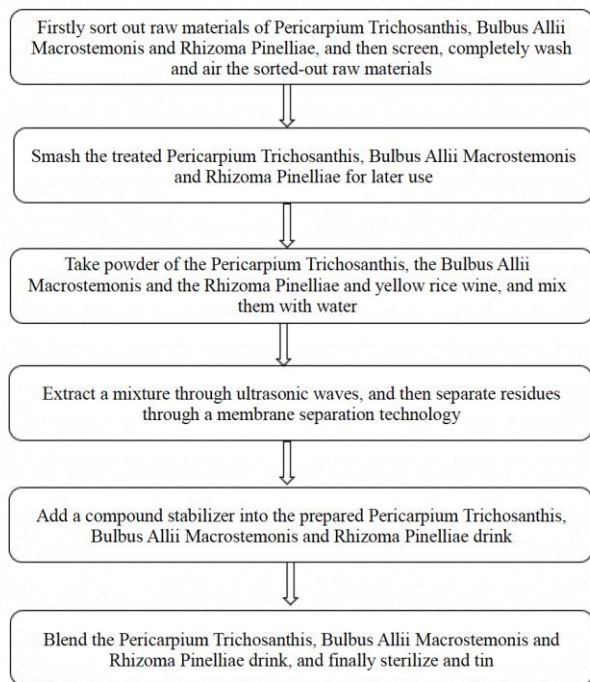 Firstly sort out raw materials of Pericarpium Trichosanthis, Bulbus Allii
Macrostemonis and Rhizoma Pinelliae, and then screen, completely wash
and air the sorted-out raw materials
Smash the treated Pericarpium Trichosanthis, Bulbus Allii Macrostemonis
and Rhizoma Pinelliae for later use
Take powder of the Pericarpium Trichosanthis, the Bulbus Allii
Macrostemonis and the Rhizoma Pinelliae and yellow rice wine, and mix
them with water
Extract a mixture through ultrasonic waves, and then separate residues
through a membrane separation technology
Add a compound stabilizer into the prepared Pericarpium Trichosanthis,
Bulbus Allii Macrostemonis and Rhizoma Pinelliae drink
Blend the Pericarpium Trichosanthis, Bulbus Allii Macrostemonis and
Rhizoma Pinelliae drink, and finally sterilize and tin